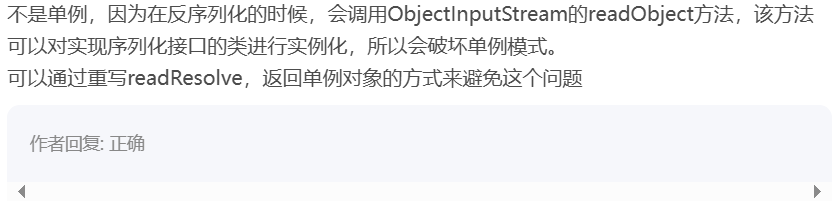 不是单例，因为在反序列化的时候，会调用ObjectInputStream的readObject方法，该方法
可以对实现序列化接口的类进行实例化，所以会破坏单例模式。
可以通过重写readResolve，返回单例对象的方式来避免这个问题
作者回复: 正确